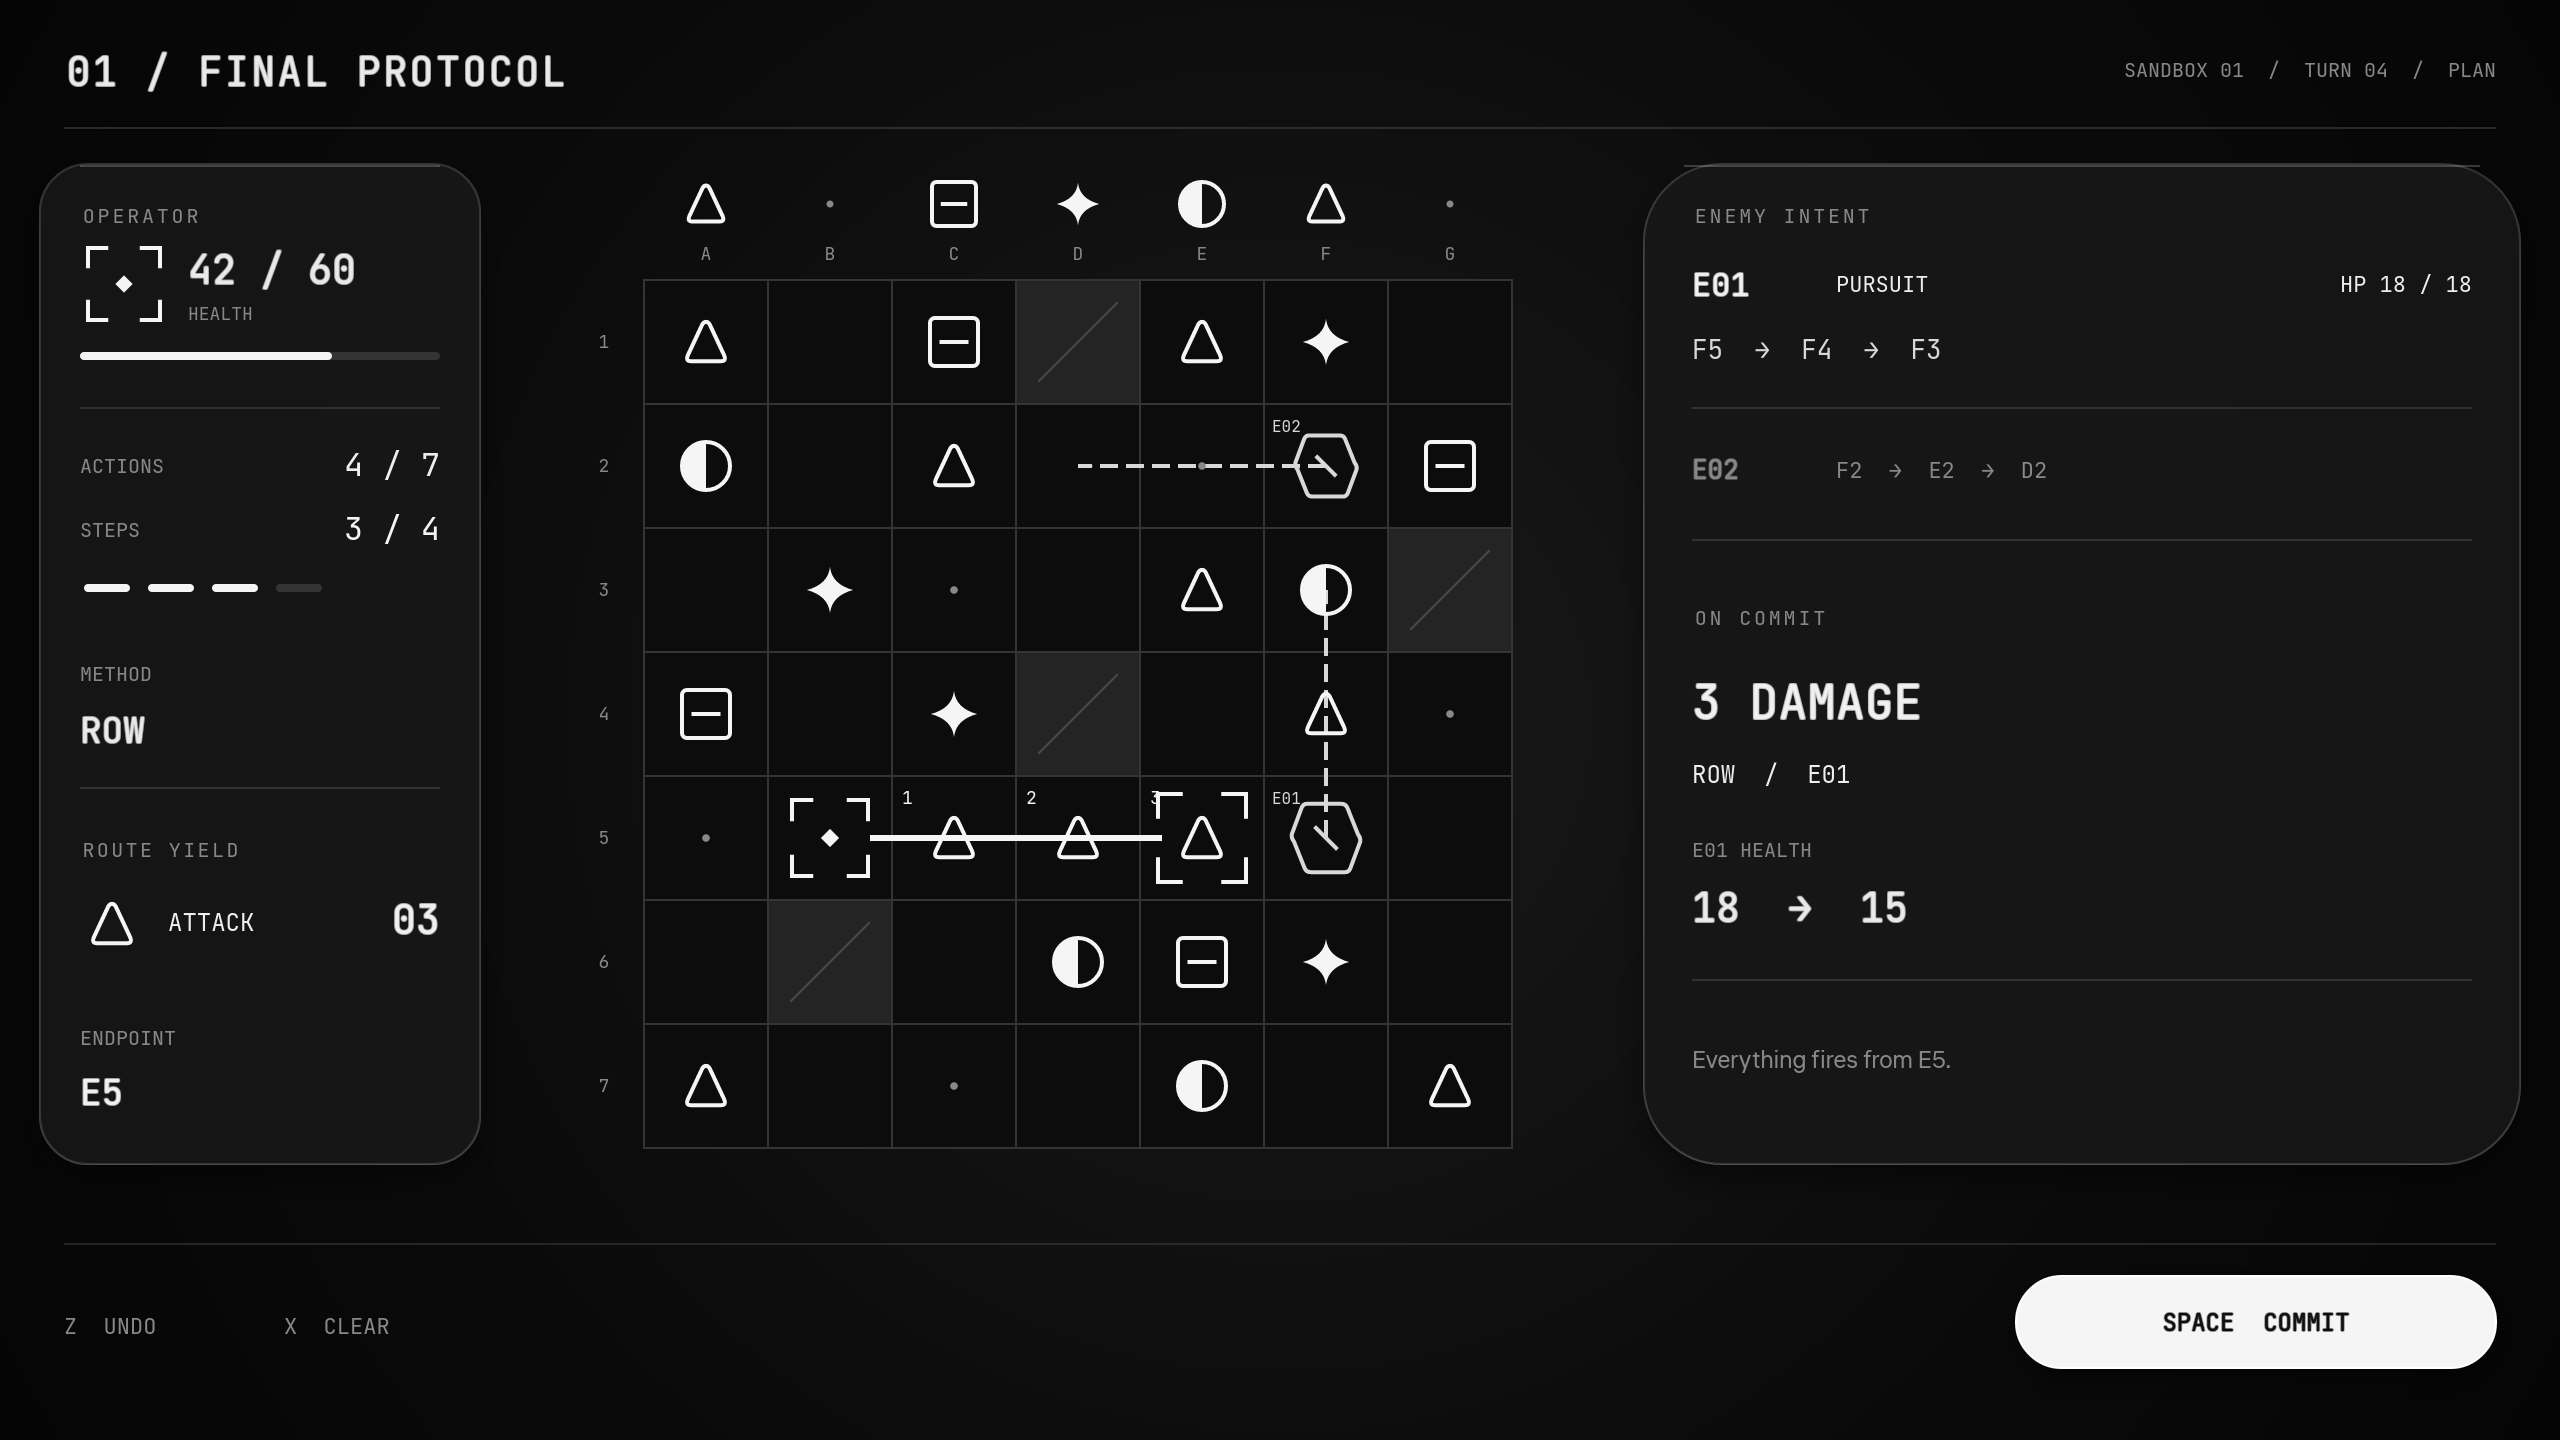 01 / FINAL PROTOCOL
SANDBOX 01 / TURN 04 / PLAN
OPERATOR
42 / 60
HEALTH
ACTIONS 4 / 7
STEPS 3 / 4
METHOD
ROW
ROUTE YIELD
ATTACK 03
ENDPOINT
E5
A B C D E F G
1
2
E02
3
4
5
1 2 3 E01
6
7
ENEMY INTENT
E01 PURSUIT HP 18 / 18
F5 → F4 → F3
E02 F2 → E2 → D2
ON COMMIT
3 DAMAGE
ROW / E01
E01 HEALTH
18 → 15
Everything fires from E5.
Z UNDO X CLEAR
SPACE COMMIT